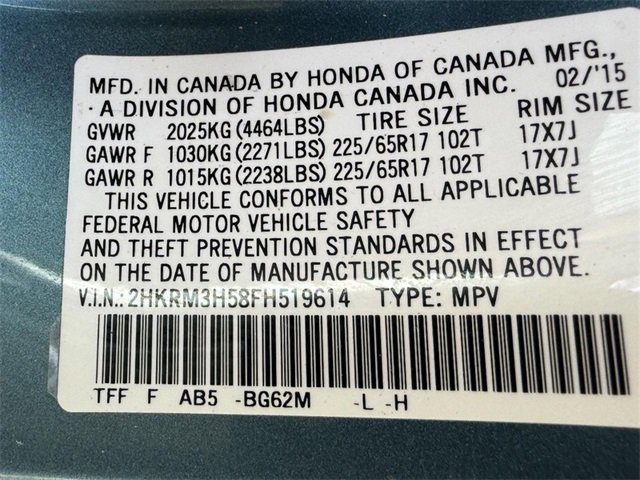 MFD. IN CANADA BY HONDA OF CANADA MFG.,
· A DIVISION OF HONDA CANADA INC. 02/'15
GVWR 2025KG(4464LBS) TIRE SIZE RIM SIZE
GAWR F 1030KG(2271LBS) 225/65R17 102T 17X7J
GAWR R 1015KG(2238LBS) 225/65R17 102T 17X7J
THIS VEHICLE CONFORMS TO ALL APPLICABLE
FEDERAL MOTOR VEHICLE SAFETY
AND THEFT PREVENTION STANDARDS IN EFFECT
ON THE DATE OF MANUFACTURE SHOWN ABOVE.
V.I.N.: 2HKRM3H58FH519614 TYPE: MPV
TFF F AB5 -BG62M -L -H